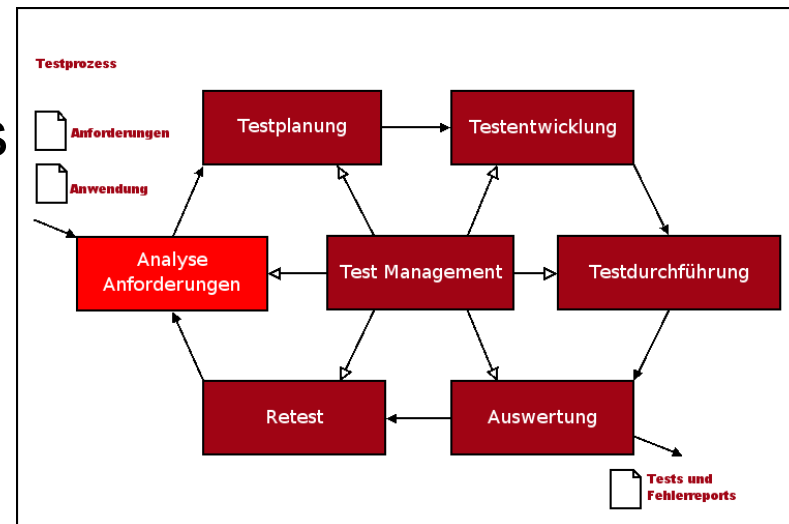 Testprozess
s
Anforderungen
Anwendung
Testplanung
Testentwicklung
Analyse
Anforderungen
Test Management
Testdurchführung
Retest
Auswertung
Tests und
Fehlerreports